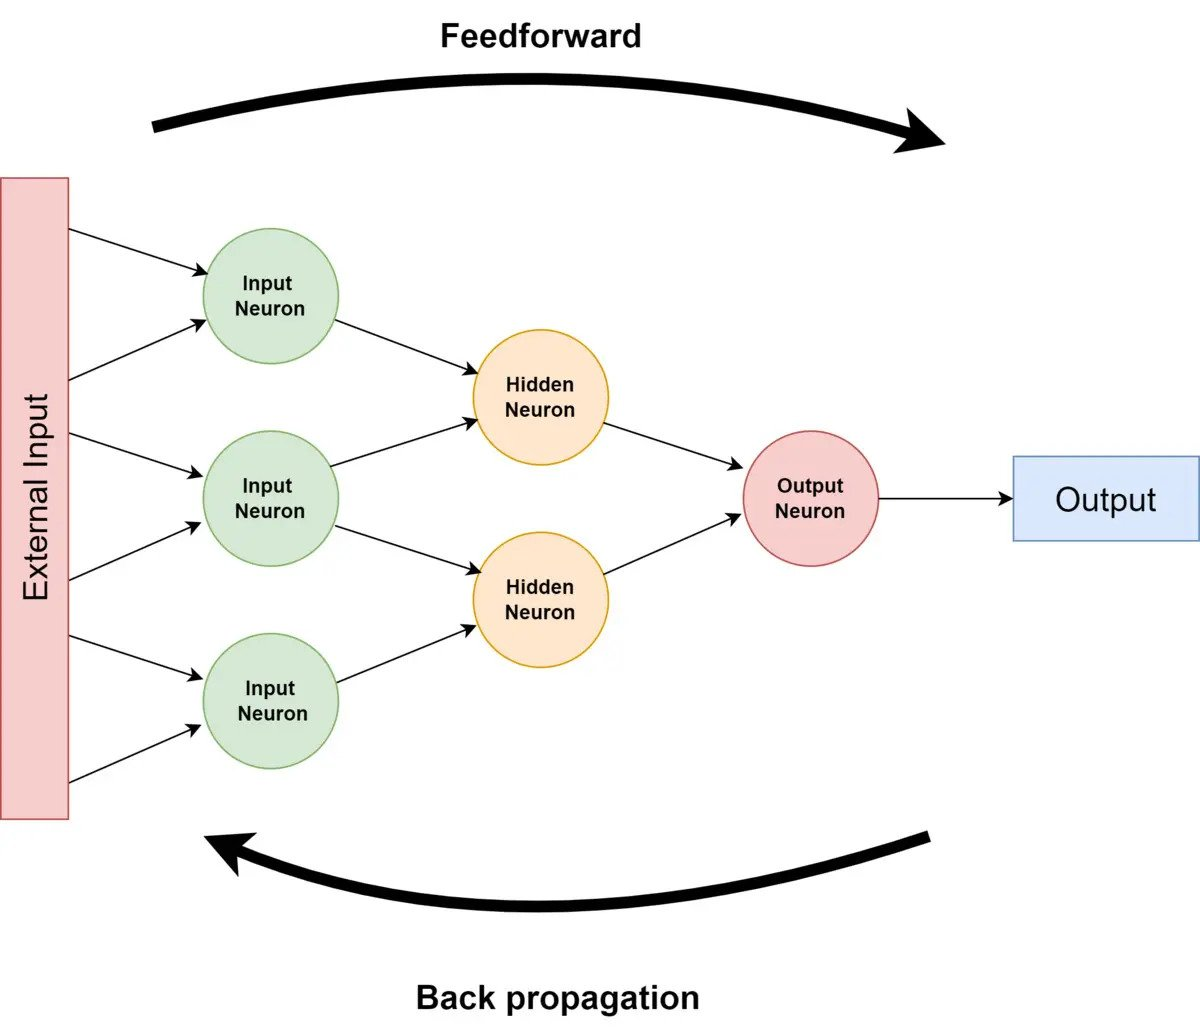 Feedforward
External Input
Input
Neuron
Input
Neuron
Input
Neuron
Hidden
Neuron
Hidden
Neuron
Output
Neuron
Output
Back propagation